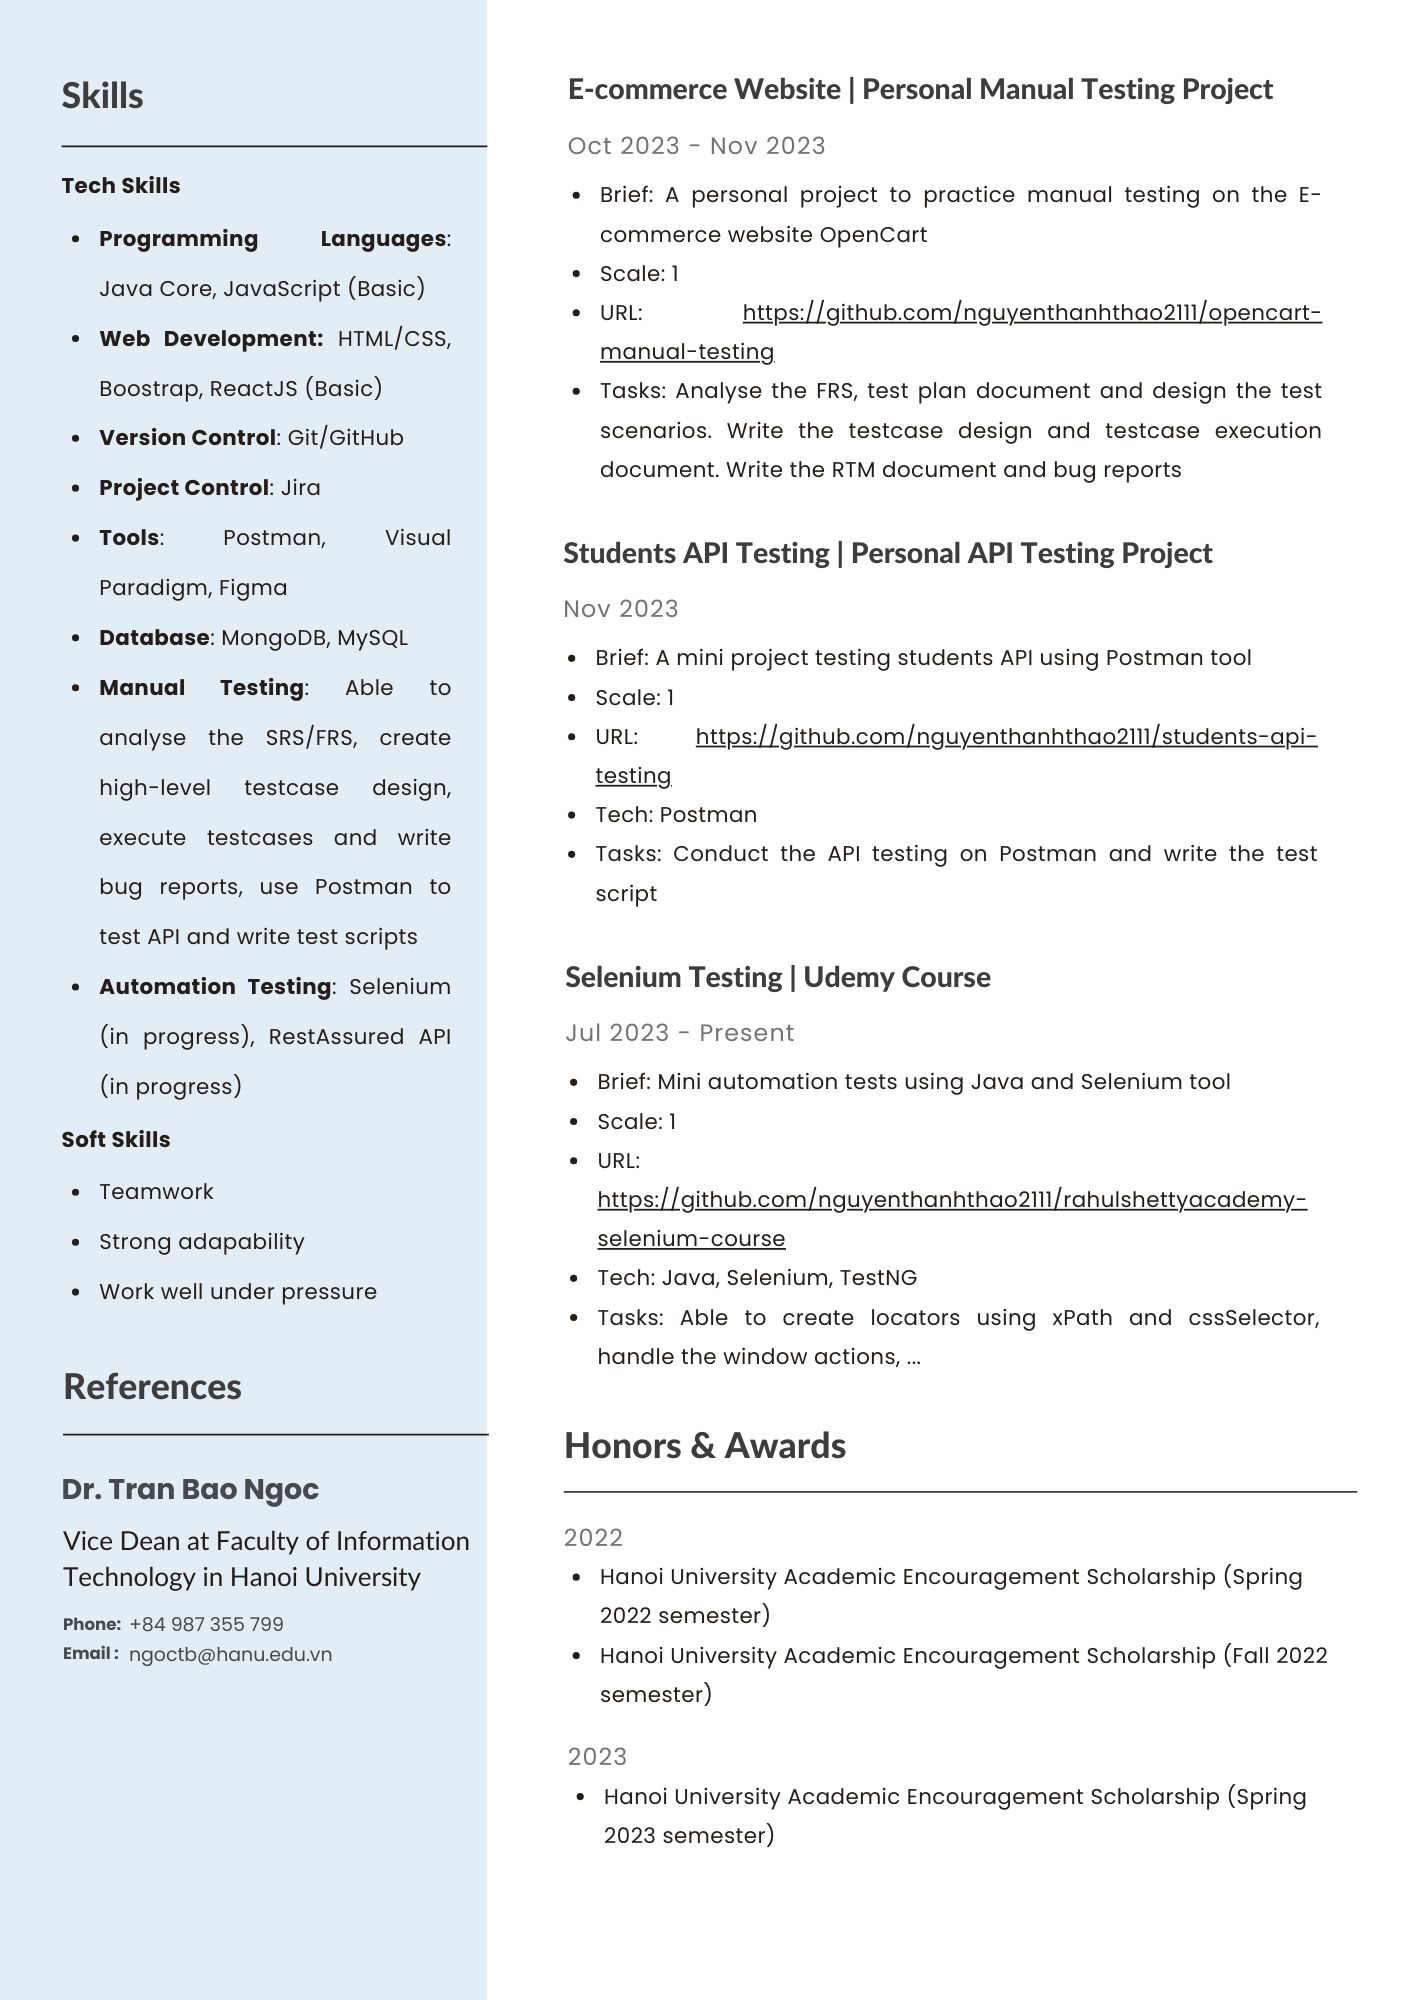 Skills
Tech Skills
• Programming Languages:
Java Core, JavaScript (Basic)
• Web Development: HTML/CSS,
Boostrap, ReactJS (Basic)
• Version Control: Git/GitHub
• Project Control: Jira
• Tools: Postman, Visual
Paradigm, Figma
• Database: MongoDB, MySQL
• Manual Testing: Able to
analyse the SRS/FRS, create
high-level testcase design,
execute testcases and write
bug reports, use Postman to
test API and write test scripts
• Automation Testing: Selenium
(in progress), RestAssured API
(in progress)
Soft Skills
• Teamwork
• Strong adapability
• Work well under pressure
References
Dr. Tran Bao Ngoc
Vice Dean at Faculty of Information
Technology in Hanoi University
Phone: +84 987 355 799
Email : ngoctb@hanu.edu.vn
E-commerce Website | Personal Manual Testing Project
Oct 2023 - Nov 2023
• Brief: A personal project to practice manual testing on the E-
commerce website OpenCart
• Scale: 1
• URL: https://github.com/nguyenthanhthao2111/opencart-
manual-testing
• Tasks: Analyse the FRS, test plan document and design the test
scenarios. Write the testcase design and testcase execution
document. Write the RTM document and bug reports
Students API Testing | Personal API Testing Project
Nov 2023
• Brief: A mini project testing students API using Postman tool
• Scale: 1
• URL: https://github.com/nguyenthanhthao2111/students-api-
testing
• Tech: Postman
• Tasks: Conduct the API testing on Postman and write the test
script
Selenium Testing | Udemy Course
Jul 2023 - Present
• Brief: Mini automation tests using Java and Selenium tool
• Scale: 1
• URL:
https://github.com/nguyenthanhthao2111/rahulshettyacademy-
selenium-course
• Tech: Java, Selenium, TestNG
• Tasks: Able to create locators using xPath and cssSelector,
handle the window actions, ...
Honors & Awards
2022
• Hanoi University Academic Encouragement Scholarship (Spring
2022 semester)
• Hanoi University Academic Encouragement Scholarship (Fall 2022
semester)
2023
• Hanoi University Academic Encouragement Scholarship (Spring
2023 semester)